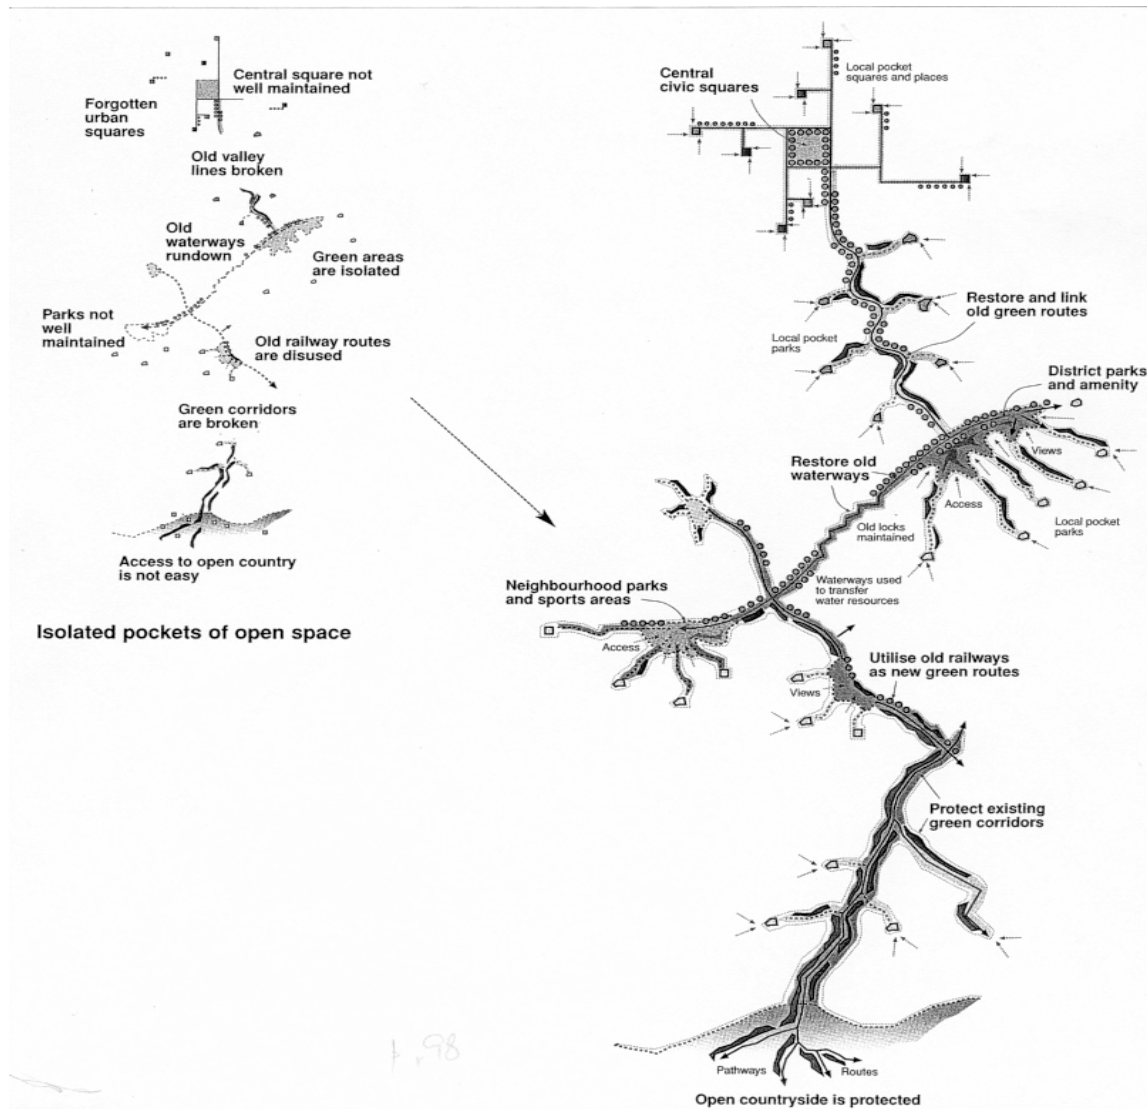 Central square not
well maintained
Forgotten
urban
squares
Old valley
lines broken
Old
waterways
rundown
Green areas
are isolated
Parks not
well
maintained
Old railway routes
are disused
Green corridors
are broken
Access to open country
is not easy
Isolated pockets of open space
Central
civic squares
Local pocket
squares and places
Restore and link
old green routes
Local pocket
parks
District parks
and amenity
Views
Restore old
waterways
Access
Old locks
maintained
Local pocket
parks
Waterways used
to transfer
water resources
Neighbourhood parks
and sports areas
Access
Utilise old railways
as new green routes
Views
Protect existing
green corridors
Pathways
Routes
Open countryside is protected
p.98